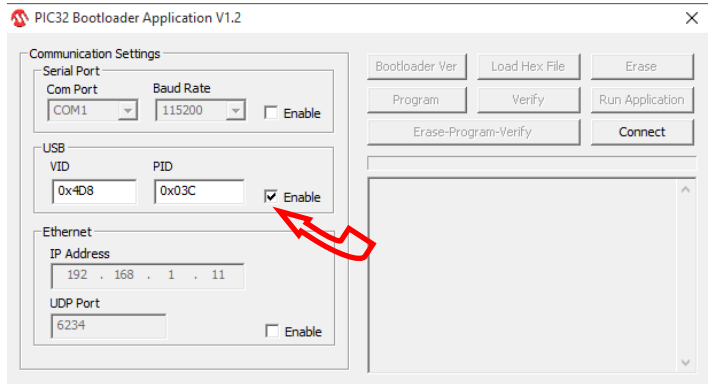 PIC32 Bootloader Application V1.2
Communication Settings
Serial Port
Com Port Baud Rate
COM1 115200 Enable
USB
VID PID
0x4D8 0x03C Enable
Ethernet
IP Address
192 . 168 . 1 . 11
UDP Port
6234 Enable
Bootloader Ver Load Hex File Erase
Program Verify Run Application
Erase-Program-Verify Connect